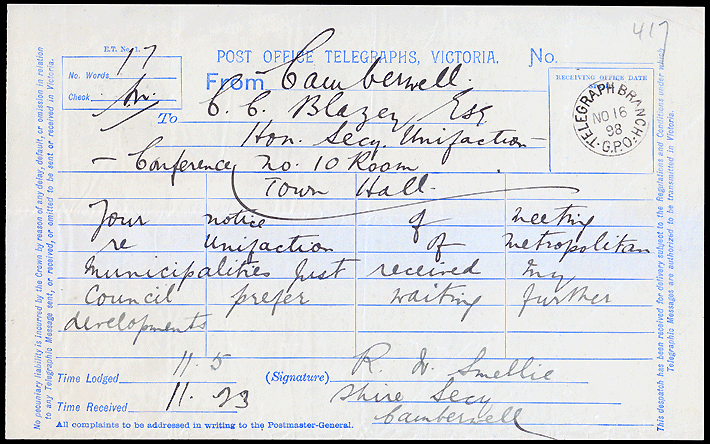 417
E.T. No. 1.
No. Words 17
Check
POST OFFICE TELEGRAPHS, VICTORIA. No.
From Camberwell.
RECEIVING OFFICE DATE
TELEGRAPH BRANCH
NO 16
98
G.P.O.
To C. C. Blazey Esq
Hon. Secy. Unifaction
Conference no. 10 Room
Town Hall.
Your notice of meeting
re Unifaction of metropolitan
Municipalities just received my
Council prefer waiting further
developments
Time Lodged 11.5 (Signature) R. W. Smellie
Time Received 11.23 Shire Secy
Camberwell
All complaints to be addressed in writing to the Postmaster-General.
No pecuniary liability is incurred by the Crown by reason of any delay, default, or omission in relation
to any Telegraphic Message sent, or received, or omitted to be sent or received in Victoria.
This despatch has been received for delivery subject to the Regulations and Conditions under which
Telegraphic Messages are authorized to be transmitted in Victoria.